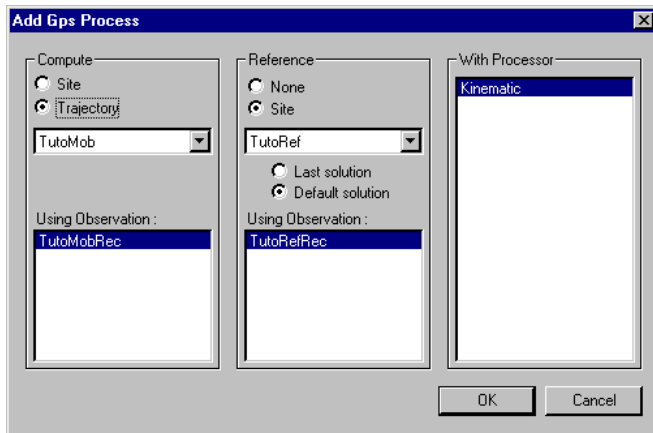 Add Gps Process
Compute
Site
Trajectory
TutoMob
Using Observation :
TutoMobRec
Reference
None
Site
TutoRef
Last solution
Default solution
Using Observation :
TutoRefRec
With Processor
Kinematic
OK
Cancel